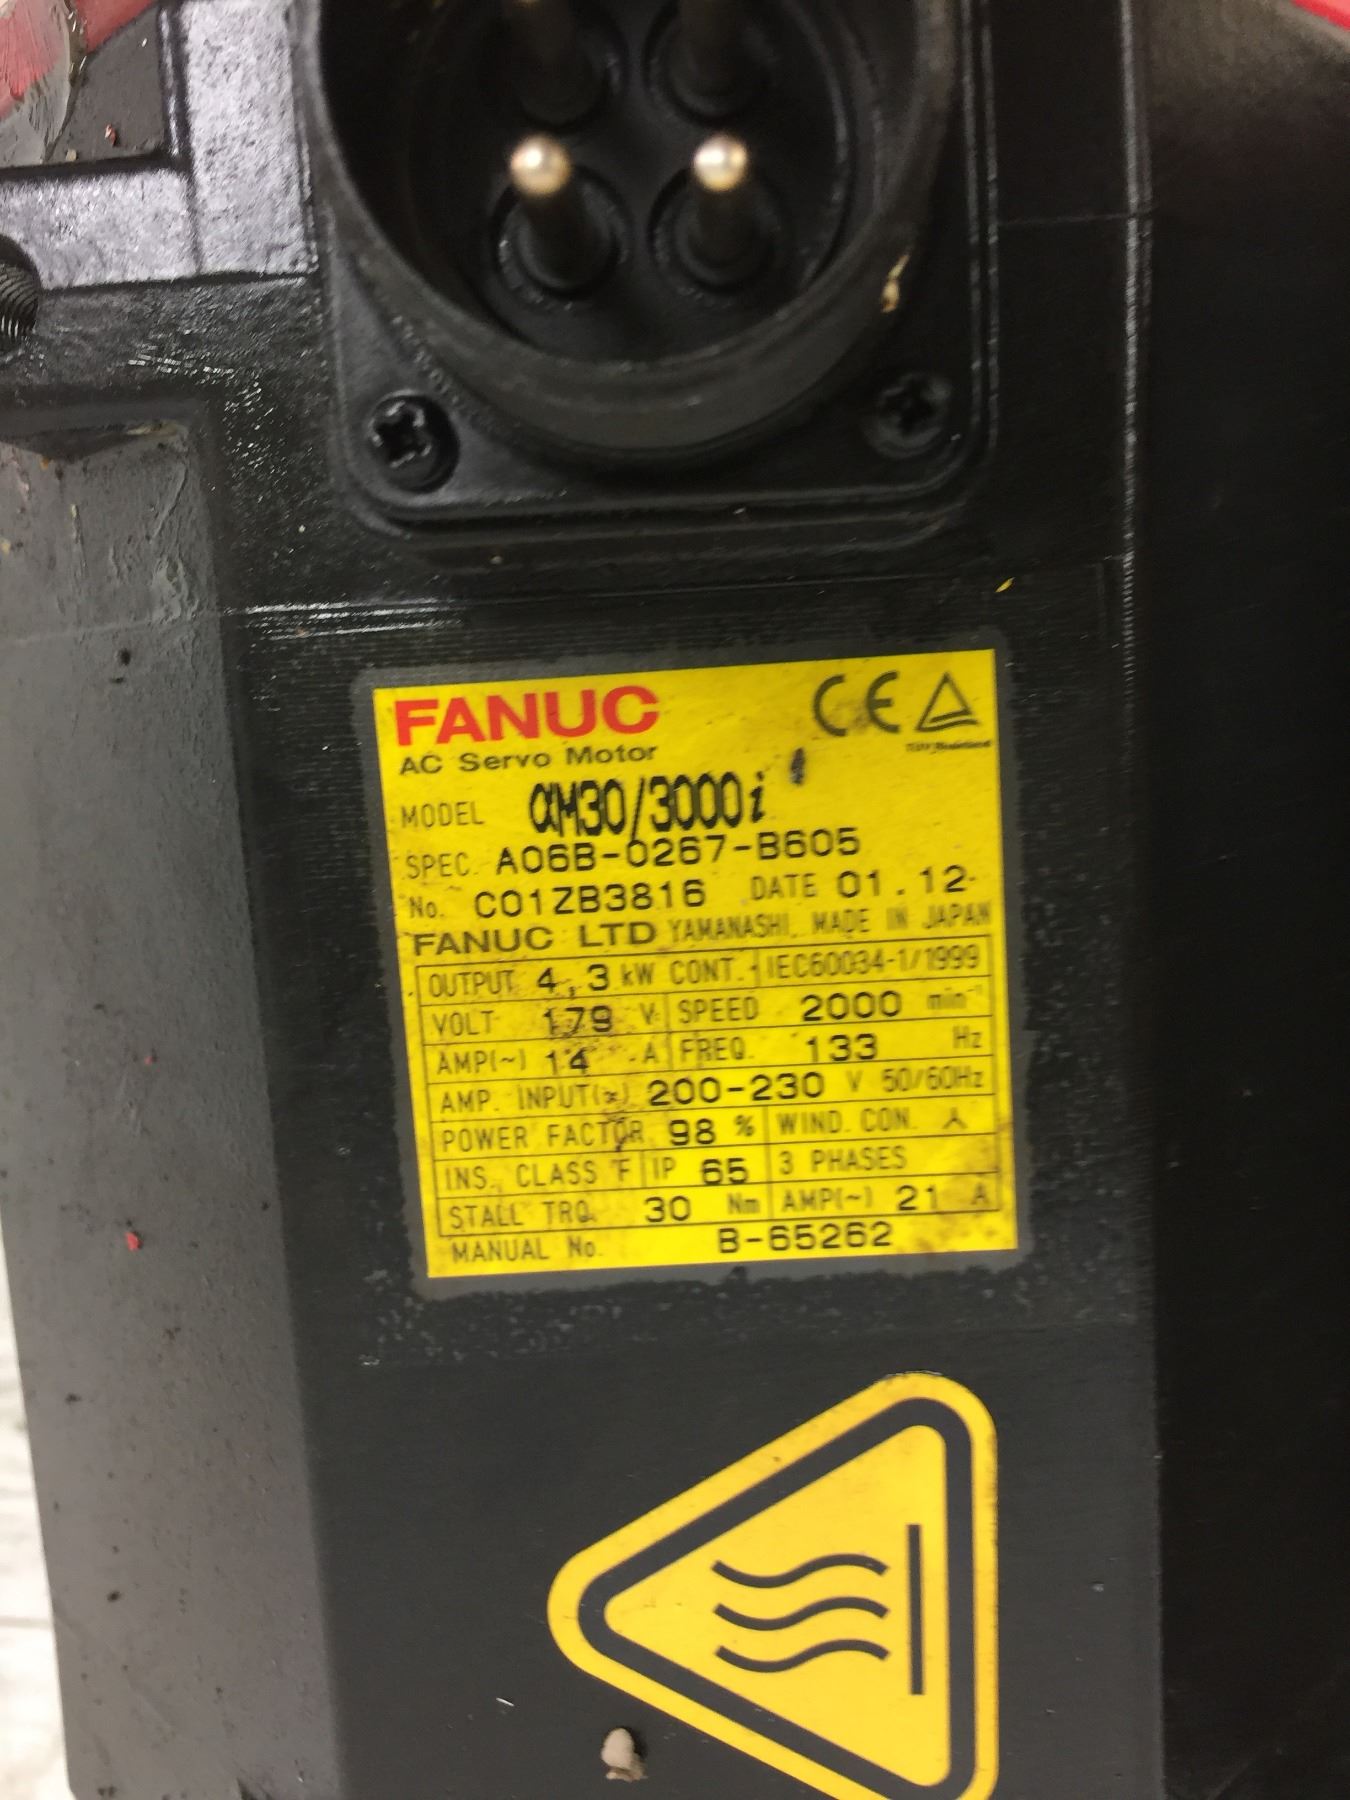 FANUC CE
AC Servo Motor TÜV Rheinland
MODEL αM30/3000i
SPEC. A06B-0267-B605
No. C01ZB3816 DATE 01.12.
FANUC LTD YAMANASHI, MADE IN JAPAN
OUTPUT 4,3 kW CONT. IEC60034-1/1999
VOLT 179 V SPEED 2000 min⁻¹
AMP(~) 14 A FREQ. 133 Hz
AMP. INPUT(~) 200-230 V 50/60Hz
POWER FACTOR 98 % WIND. CON. Y
INS. CLASS F IP 65 3 PHASES
STALL TRQ. 30 Nm AMP(~) 21 A
MANUAL No. B-65262